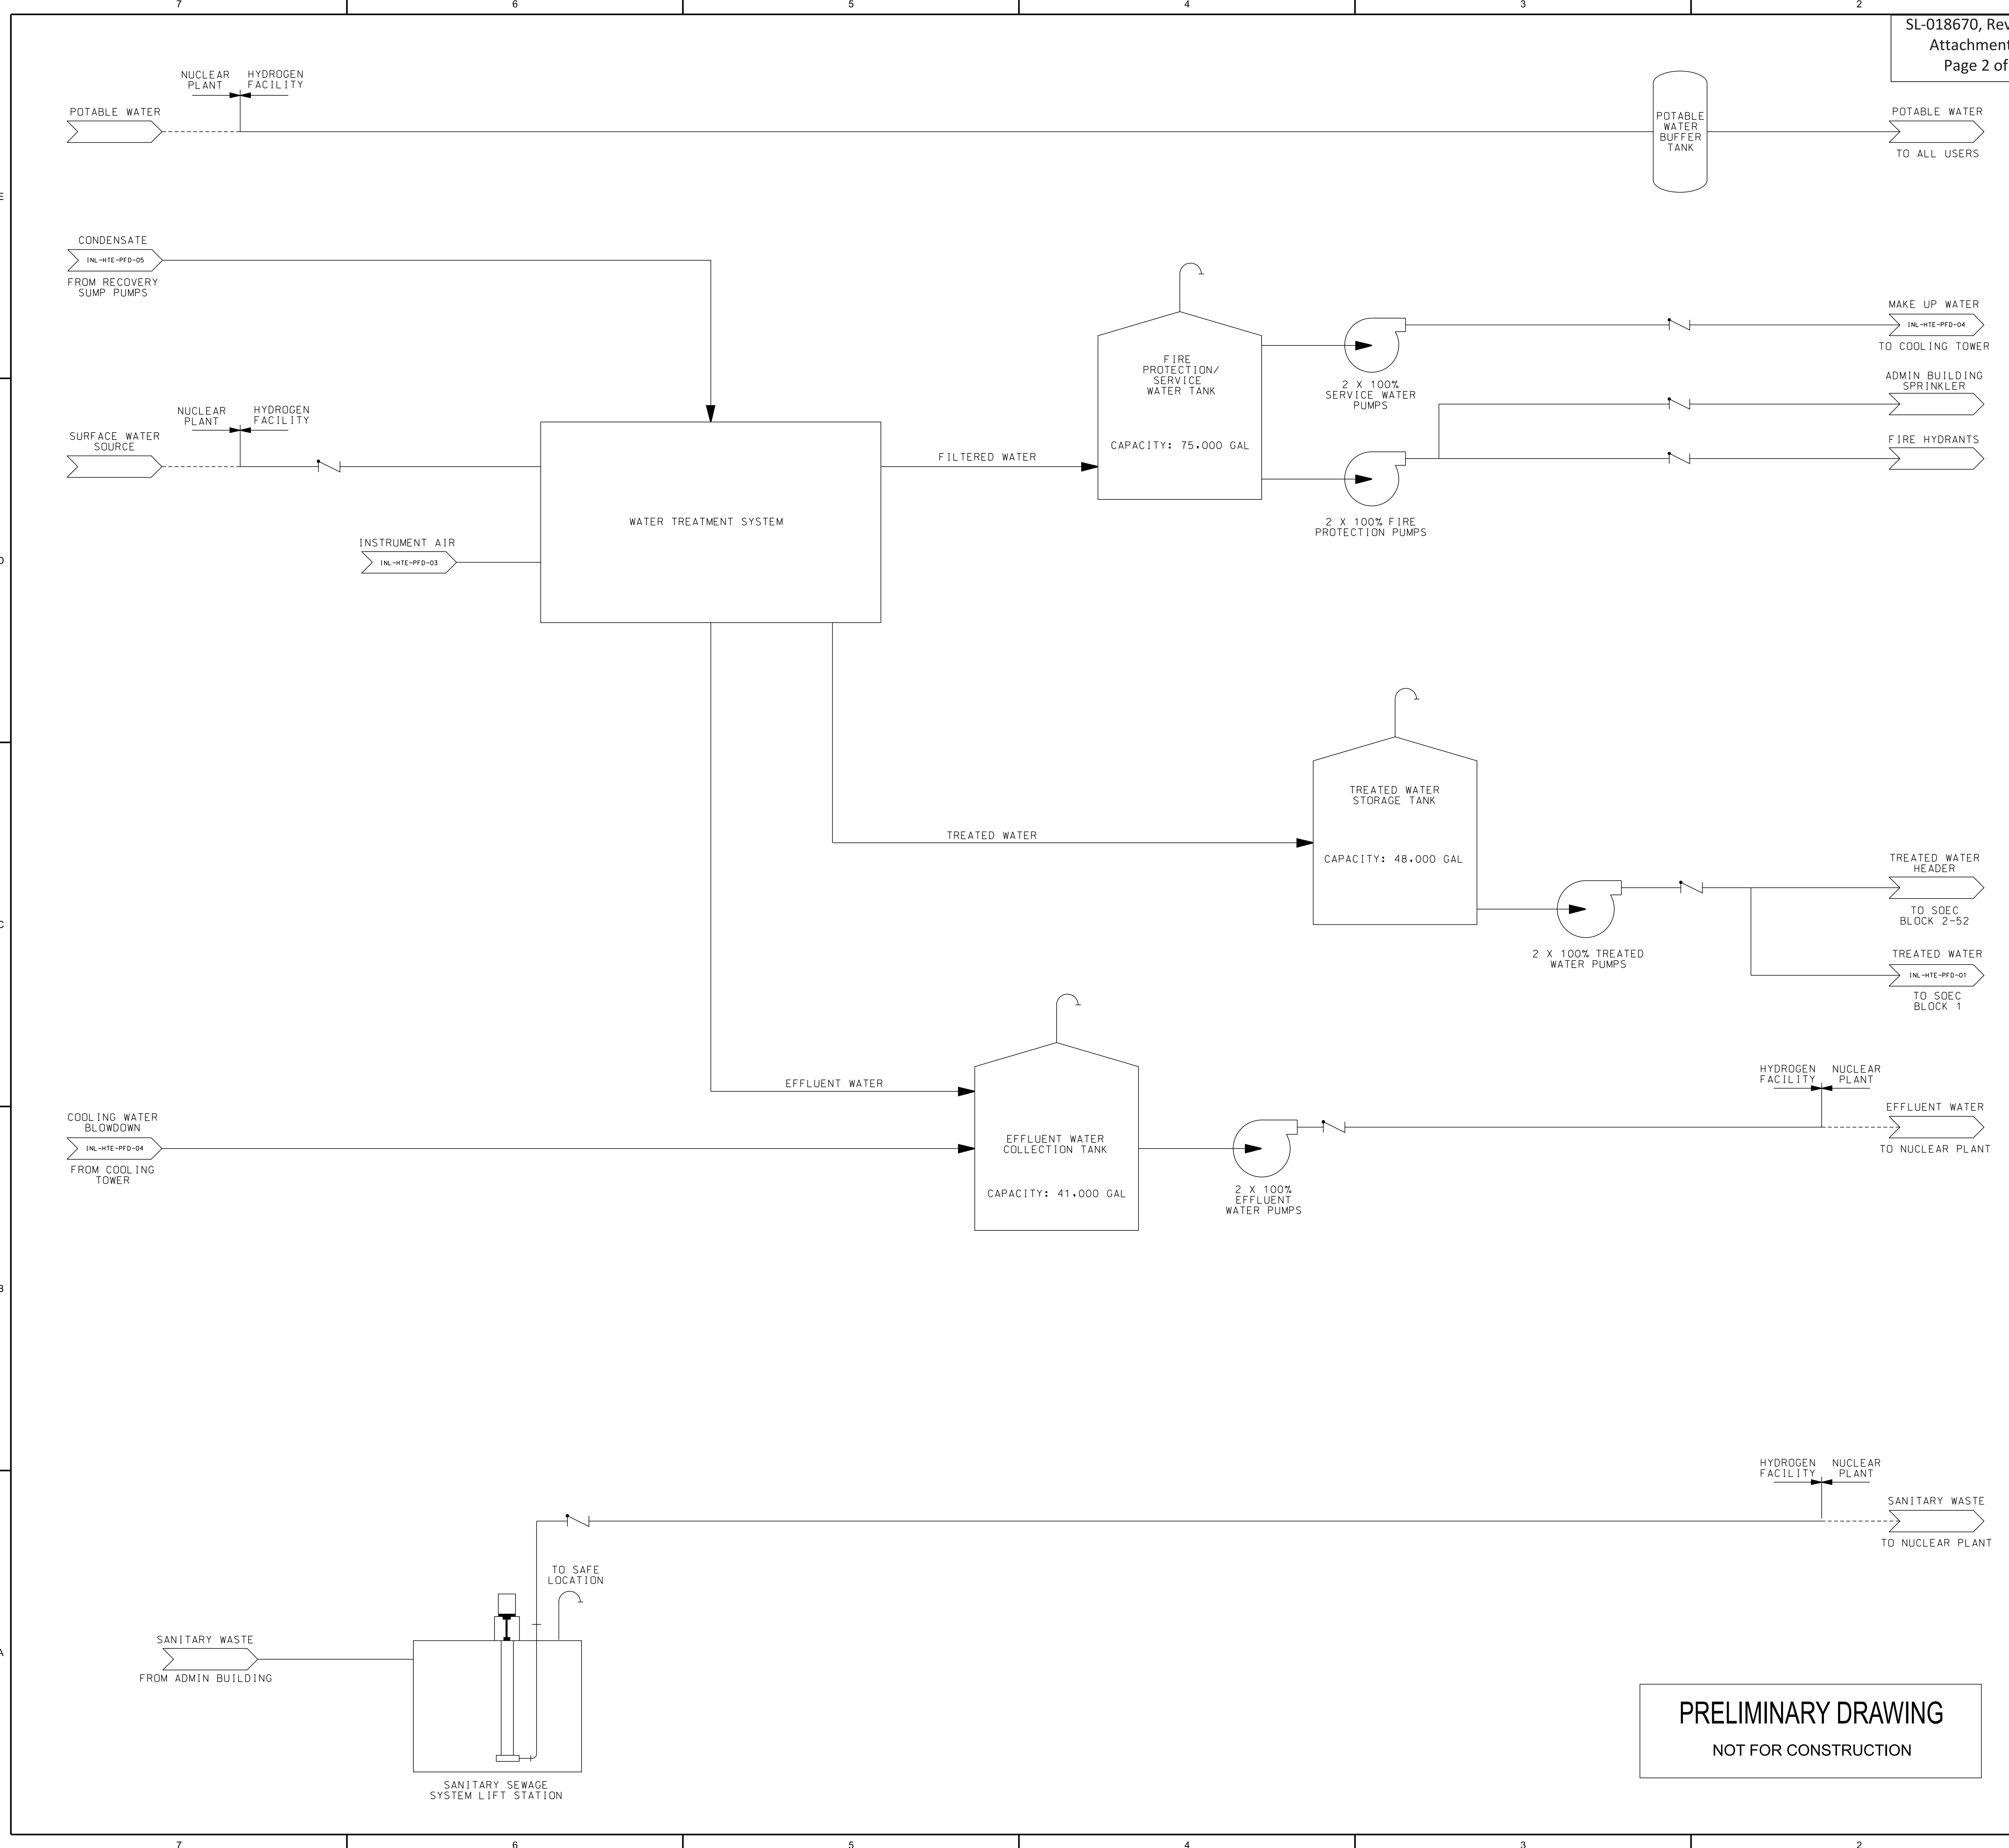 7 6 5 4 3 2
SL-018670, Rev
Attachment
Page 2 of
NUCLEAR
PLANT
HYDROGEN
FACILITY
POTABLE WATER
POTABLE
WATER
BUFFER
TANK
POTABLE WATER
TO ALL USERS
E
CONDENSATE
INL-HTE-PFD-05
FROM RECOVERY
SUMP PUMPS
FIRE
PROTECTION/
SERVICE
WATER TANK
CAPACITY: 75,000 GAL
2 X 100%
SERVICE WATER
PUMPS
MAKE UP WATER
INL-HTE-PFD-04
TO COOLING TOWER
ADMIN BUILDING
SPRINKLER
FIRE HYDRANTS
2 X 100% FIRE
PROTECTION PUMPS
NUCLEAR
PLANT
HYDROGEN
FACILITY
SURFACE WATER
SOURCE
FILTERED WATER
WATER TREATMENT SYSTEM
INSTRUMENT AIR
INL-HTE-PFD-03
D
TREATED WATER
STORAGE TANK
CAPACITY: 48,000 GAL
TREATED WATER
2 X 100% TREATED
WATER PUMPS
TREATED WATER
HEADER
TO SOEC
BLOCK 2-52
TREATED WATER
INL-HTE-PFD-01
TO SOEC
BLOCK 1
C
EFFLUENT WATER
COOLING WATER
BLOWDOWN
INL-HTE-PFD-04
FROM COOLING
TOWER
EFFLUENT WATER
COLLECTION TANK
CAPACITY: 41,000 GAL
2 X 100%
EFFLUENT
WATER PUMPS
HYDROGEN
FACILITY
NUCLEAR
PLANT
EFFLUENT WATER
TO NUCLEAR PLANT
B
HYDROGEN
FACILITY
NUCLEAR
PLANT
SANITARY WASTE
TO NUCLEAR PLANT
TO SAFE
LOCATION
SANITARY WASTE
FROM ADMIN BUILDING
A
SANITARY SEWAGE
SYSTEM LIFT STATION
PRELIMINARY DRAWING
NOT FOR CONSTRUCTION
7 6 5 4 3 2